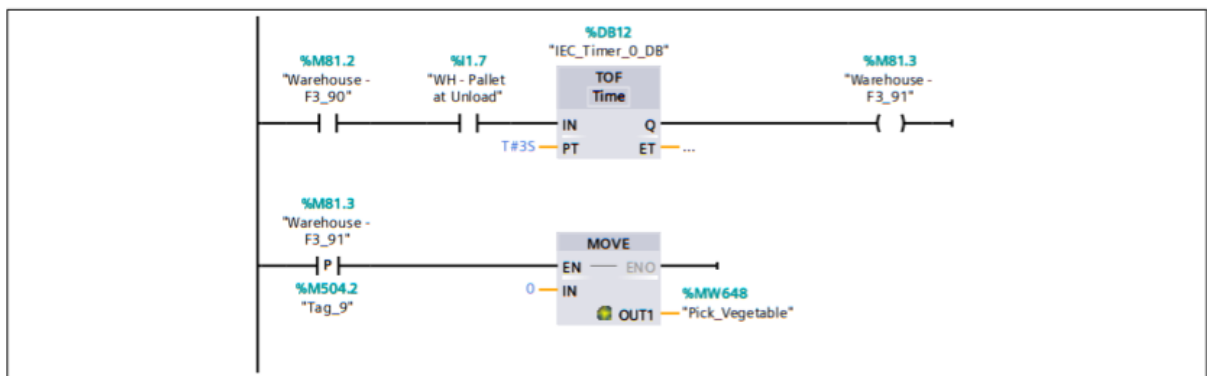 %DB12
"IEC_Timer_0_DB"
%M81.2
"Warehouse -
F3_90"
%I1.7
"WH - Pallet
at Unload"
TOF
Time
%M81.3
"Warehouse -
F3_91"
IN
Q
T#3S
PT
ET
...
%M81.3
"Warehouse -
F3_91"
P
%M504.2
"Tag_9"
MOVE
EN
ENO
0
IN
OUT1
%MW648
"Pick_Vegetable"